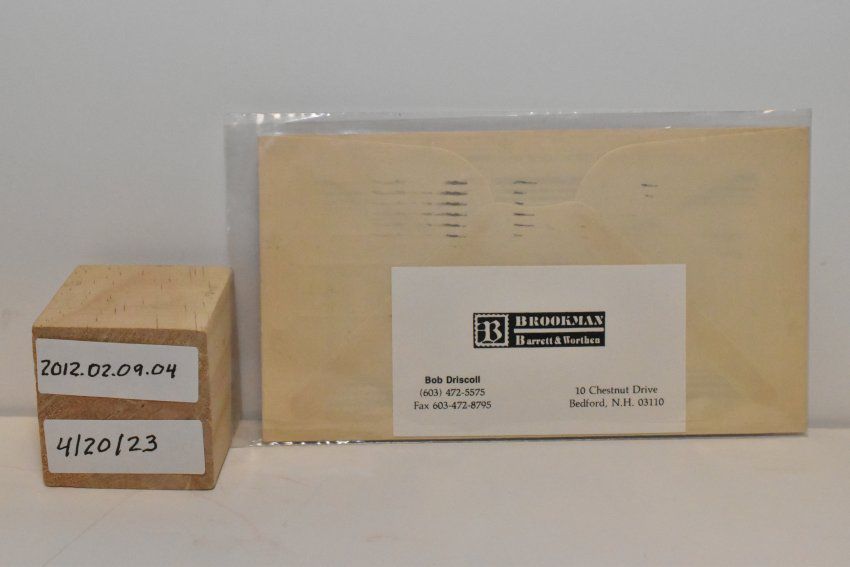 2012.02.09.04
4/20/23
B BROOKMAN
Barrett & Worthen
Bob Driscoll
(603) 472-5575
Fax 603-472-8795
10 Chestnut Drive
Bedford, N.H. 03110